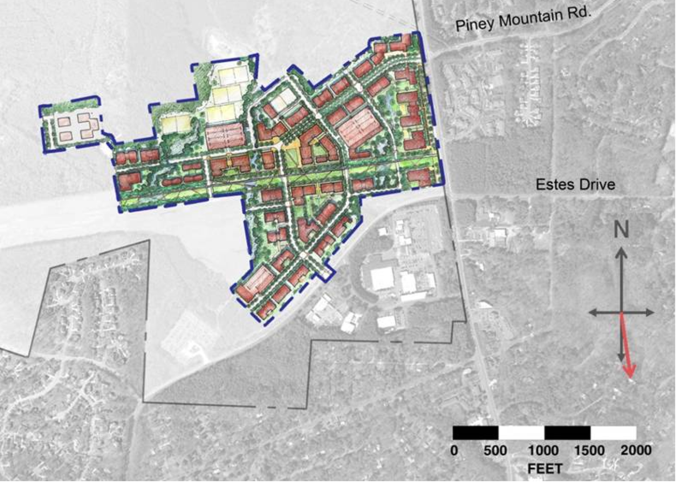 Piney Mountain Rd.
Estes Drive
N
0 500 1000 1500 2000
FEET